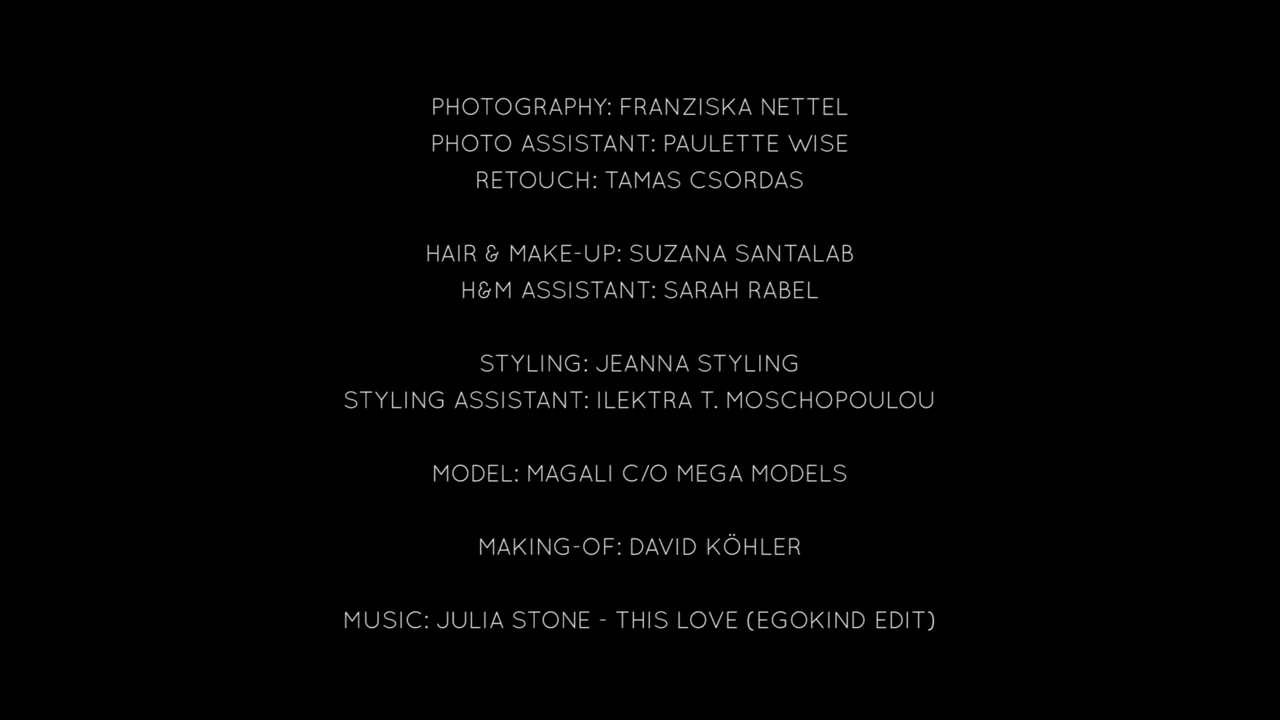 PHOTOGRAPHY: FRANZISKA NETTEL
PHOTO ASSISTANT: PAULETTE WISE
RETOUCH: TAMAS CSORDAS
HAIR & MAKE-UP: SUZANA SANTALAB
H&M ASSISTANT: SARAH RABEL
STYLING: JEANNA STYLING
STYLING ASSISTANT: ILEKTRA T. MOSCHOPOULOU
MODEL: MAGALI C/O MEGA MODELS
MAKING-OF: DAVID KÖHLER
MUSIC: JULIA STONE - THIS LOVE (EGOKIND EDIT)